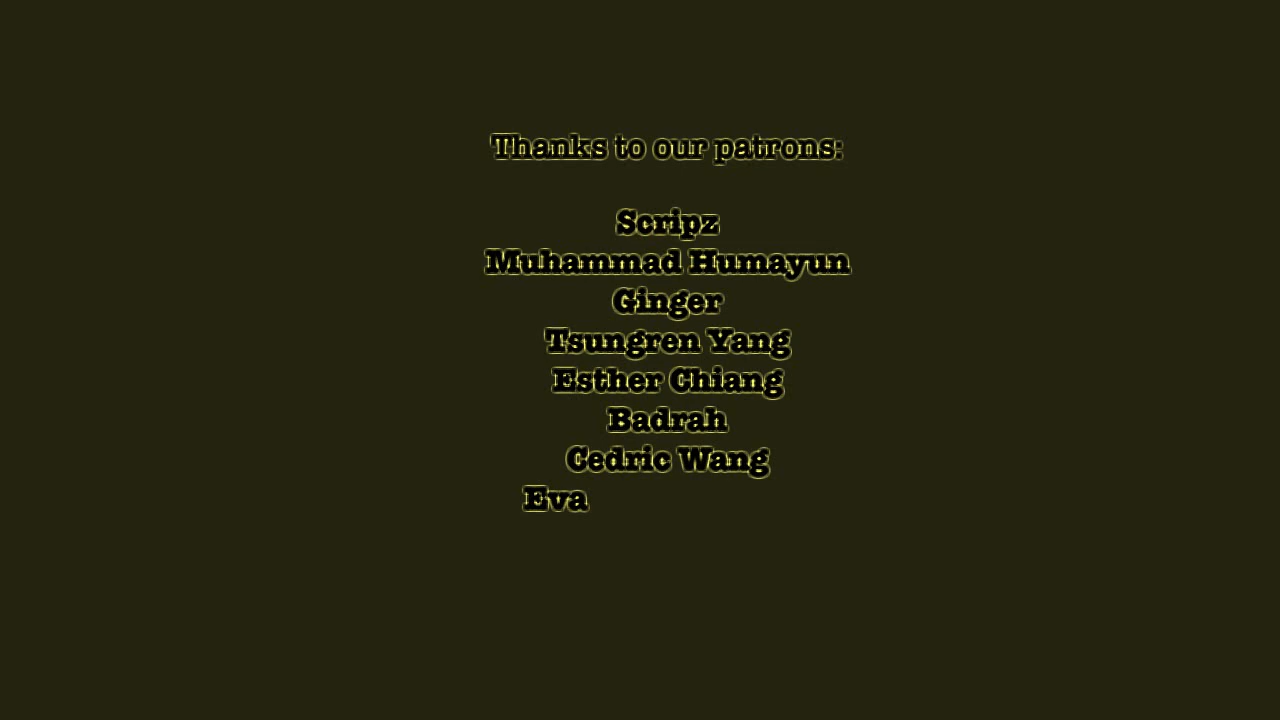 Thanks to our patrons:
Scripz
Muhammad Humayun
Ginger
Tsungren Yang
Esther Chiang
Badrah
Cedric Wang
Eva